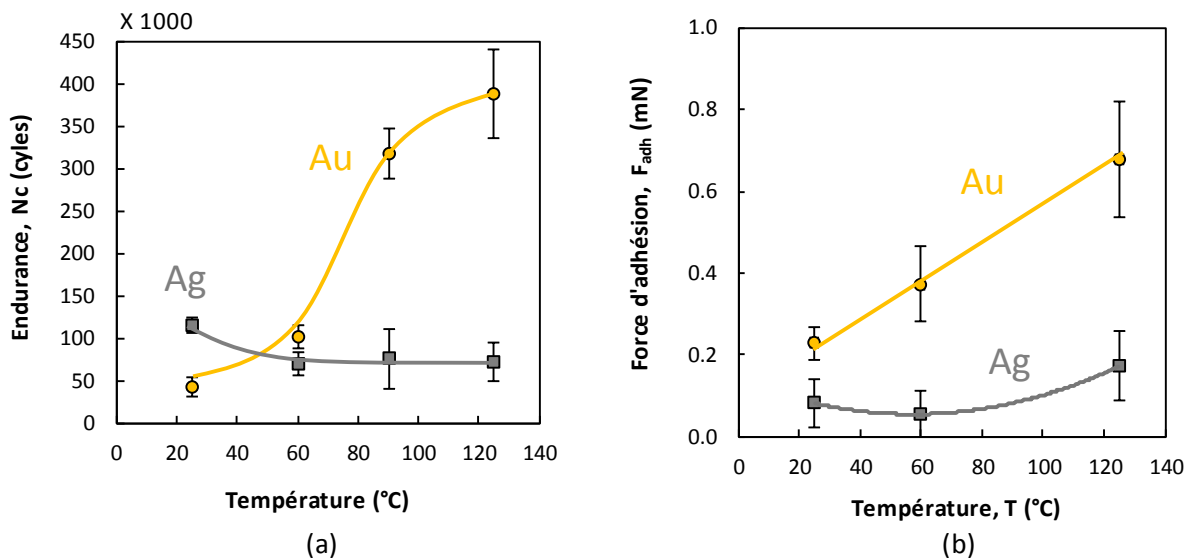 X 1000
450
400
350
300
250
200
150
100
50
0
0 20 40 60 80 100 120 140
Endurance, Nc (cyles)
Température (°C)
Au
Ag
(a)
1.0
0.8
0.6
0.4
0.2
0.0
0 20 40 60 80 100 120 140
Force d'adhésion, F_adh (mN)
Température, T (°C)
Au
Ag
(b)